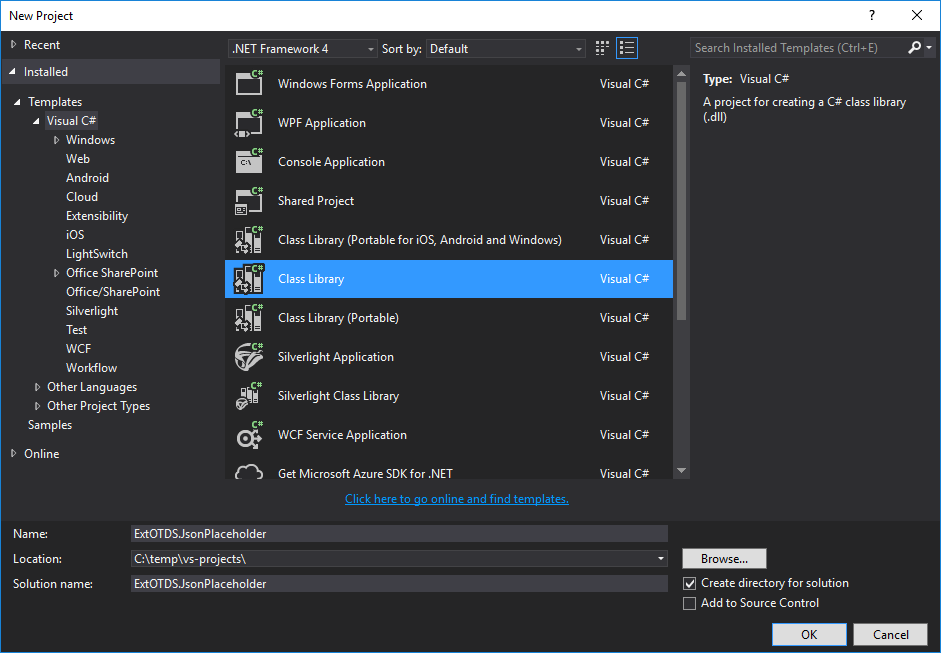 New Project
?
Recent
Installed
.NET Framework 4
Sort by:
Default
Search Installed Templates (Ctrl+E)
Templates
Visual C#
Windows
Web
Android
Cloud
Extensibility
iOS
LightSwitch
Office SharePoint
Office/SharePoint
Silverlight
Test
WCF
Workflow
Other Languages
Other Project Types
Samples
Online
C# Windows Forms Application Visual C#
C# WPF Application Visual C#
C# C:\ Console Application Visual C#
C# Shared Project Visual C#
C# Class Library (Portable for iOS, Android and Windows) Visual C#
C# Class Library Visual C#
C# Class Library (Portable) Visual C#
C# Silverlight Application Visual C#
C# Silverlight Class Library Visual C#
C# WCF Service Application Visual C#
Get Microsoft Azure SDK for .NET Visual C#
Click here to go online and find templates.
Type: Visual C#
A project for creating a C# class library
(.dll)
Name: ExtOTDS.JsonPlaceholder
Location: C:\temp\vs-projects\
Browse...
Solution name: ExtOTDS.JsonPlaceholder
Create directory for solution
Add to Source Control
OK
Cancel